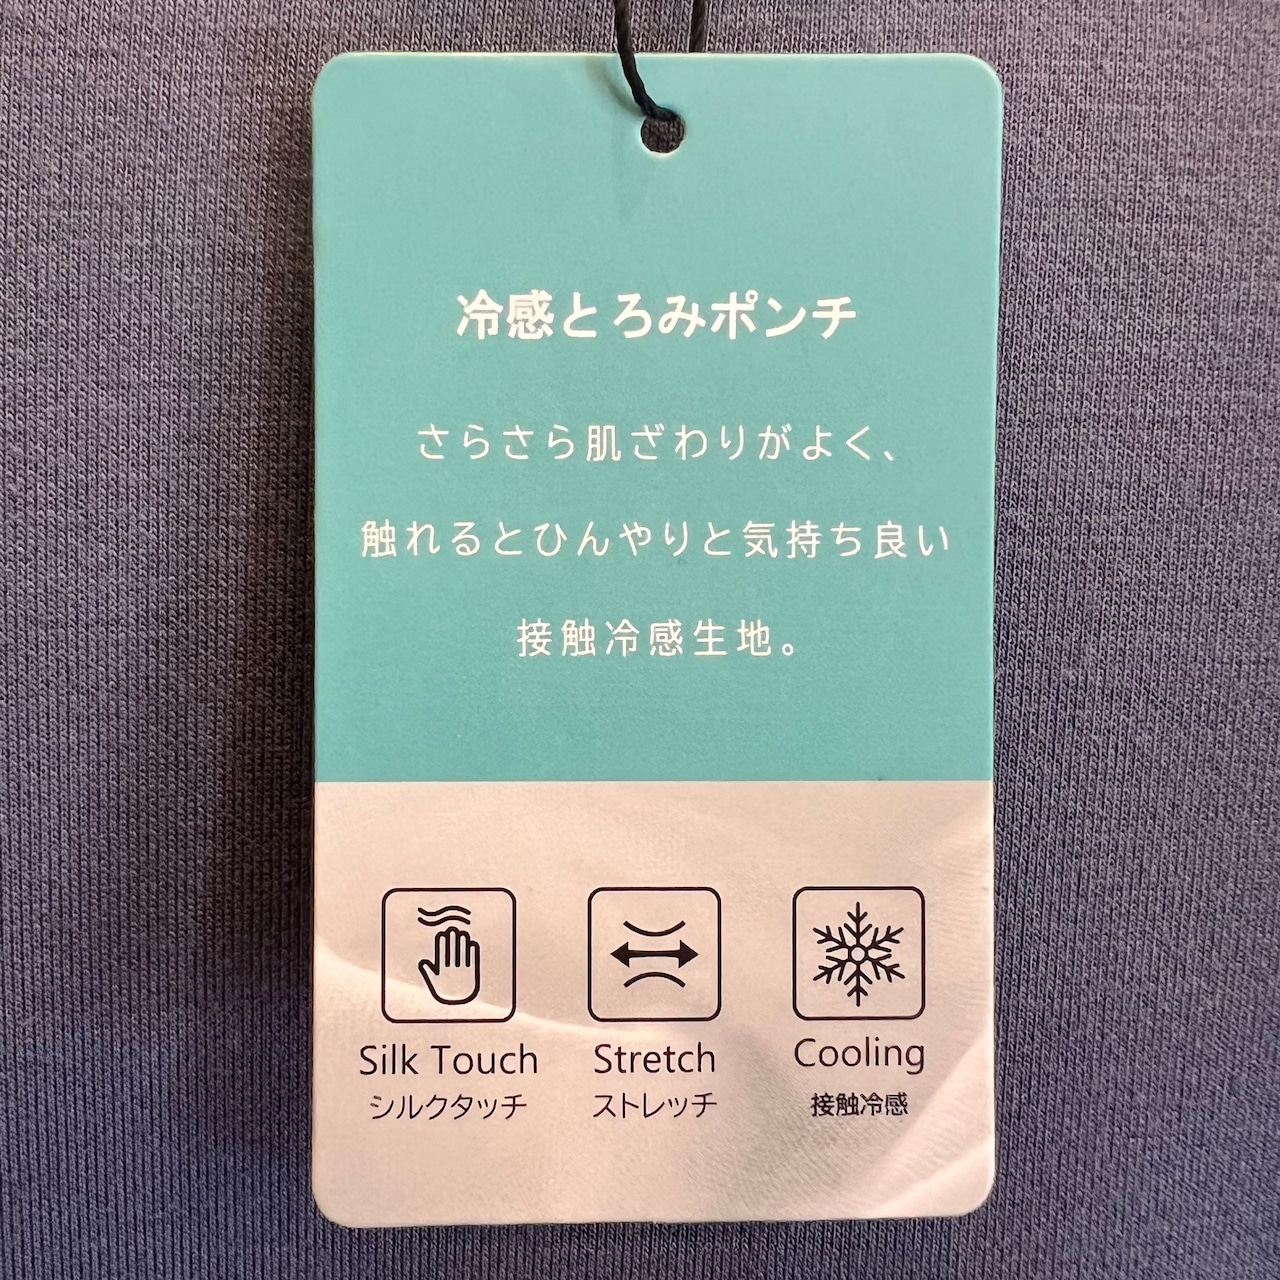 冷感とろみポンチ
さらさら肌ざわりがよく、
触れるとひんやりと気持ち良い
接触冷感生地。
Silk Touch
シルクタッチ
Stretch
ストレッチ
Cooling
接触冷感